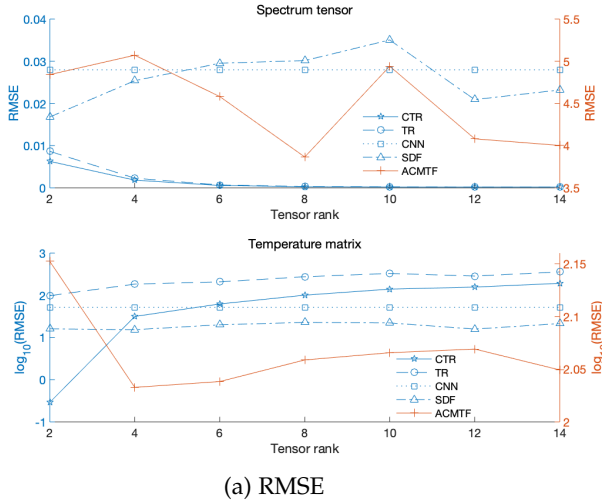 Spectrum tensor
0.04
0.03
0.02
0.01
0
RMSE
5.5
5
4.5
4
3.5
RMSE
CTR
TR
CNN
SDF
ACMTF
2 4 6 8 10 12 14
Tensor rank
Temperature matrix
3
2
1
0
-1
log10(RMSE)
2.15
2.1
2.05
2
log10(RMSE)
CTR
TR
CNN
SDF
ACMTF
2 4 6 8 10 12 14
Tensor rank
(a) RMSE